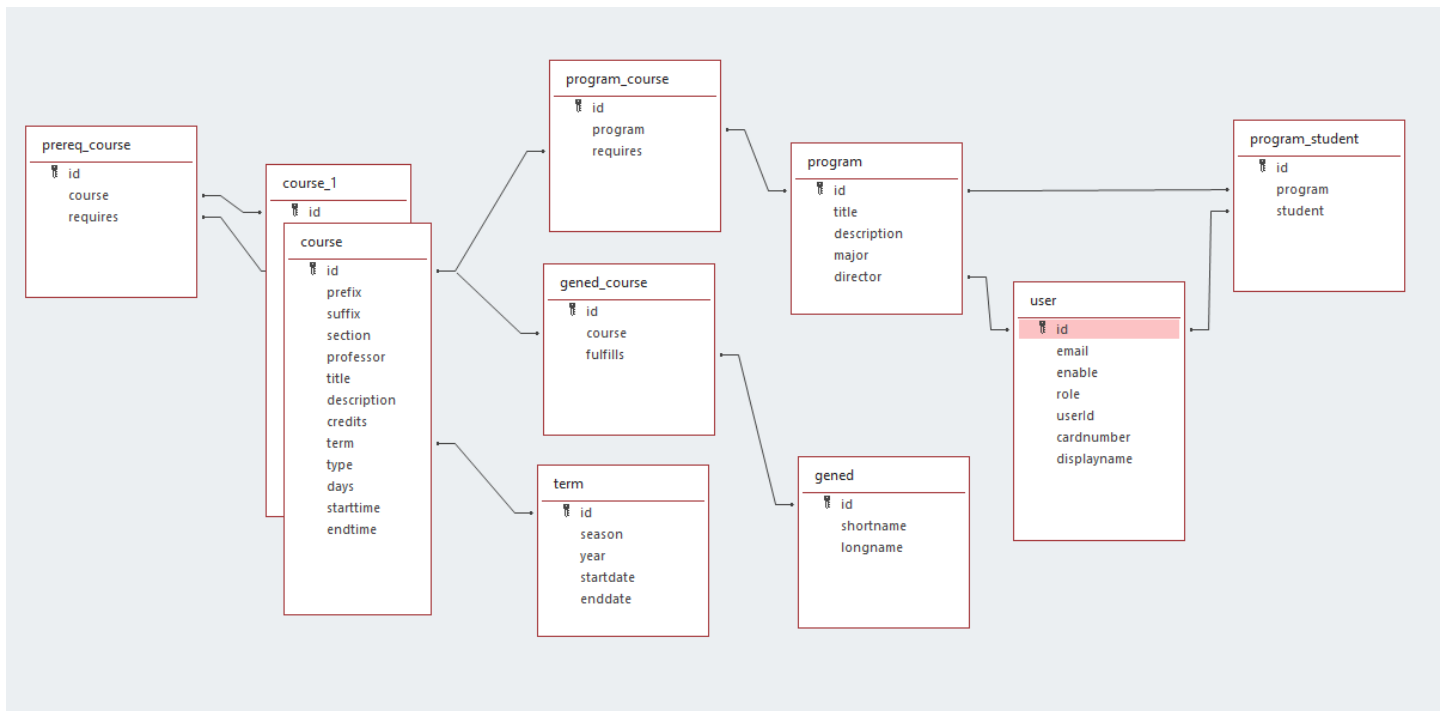 prereq_course
id
course
requires
course_1
id
course
id
prefix
suffix
section
professor
title
description
credits
term
type
days
starttime
endtime
program_course
id
program
requires
gened_course
id
course
fulfills
term
id
season
year
startdate
enddate
program
id
title
description
major
director
gened
id
shortname
longname
user
id
email
enable
role
userId
cardnumber
displayname
program_student
id
program
student